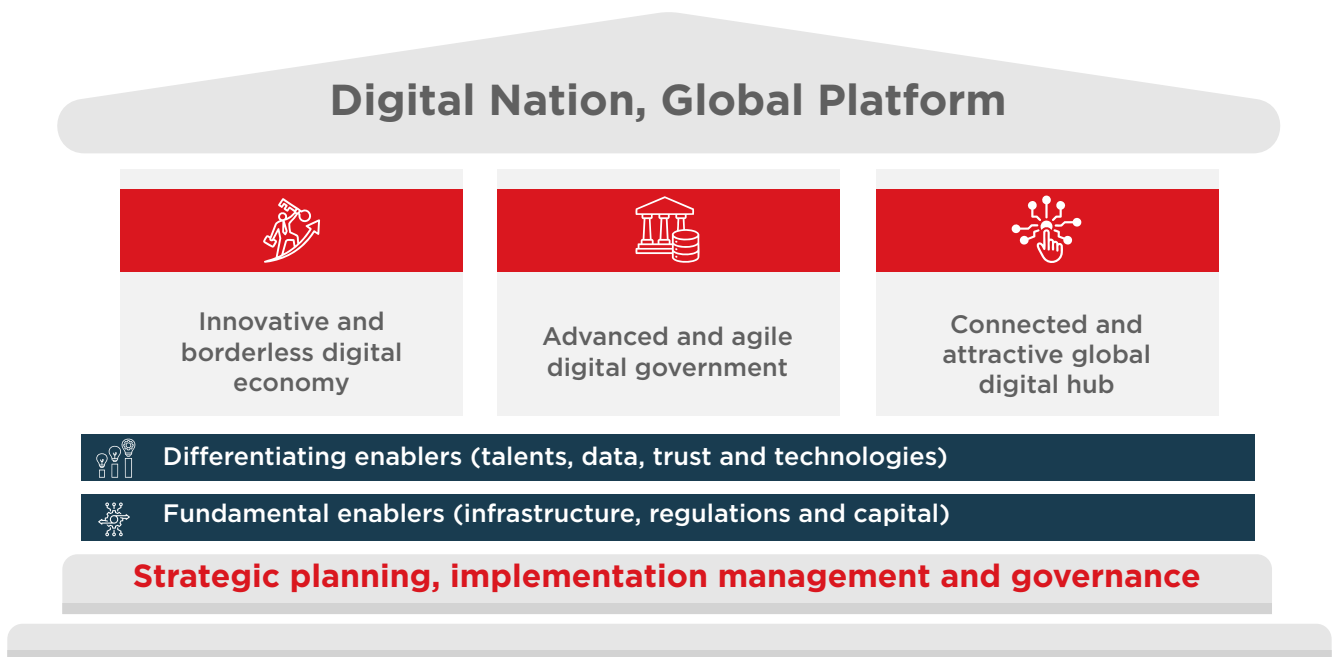 Digital Nation, Global Platform
Innovative and
borderless digital
economy
Advanced and agile
digital government
Connected and
attractive global
digital hub
Differentiating enablers (talents, data, trust and technologies)
Fundamental enablers (infrastructure, regulations and capital)
Strategic planning, implementation management and governance